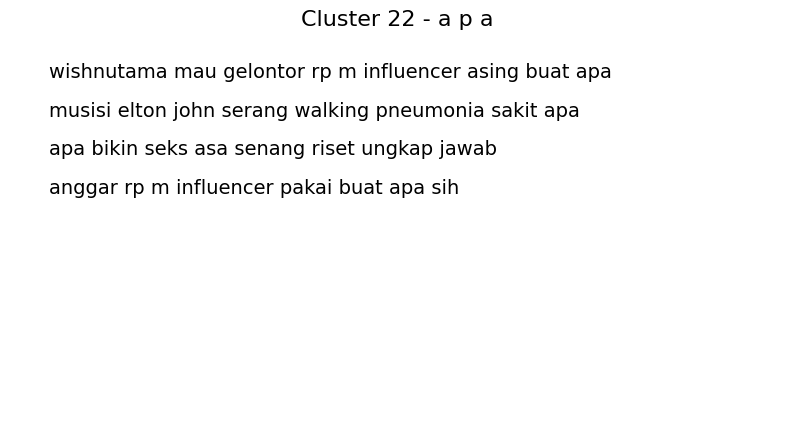 Cluster 22 - a p a
wishnutama mau gelontor rp m influencer asing buat apa
musisi elton john serang walking pneumonia sakit apa
apa bikin seks asa senang riset ungkap jawab
anggar rp m influencer pakai buat apa sih